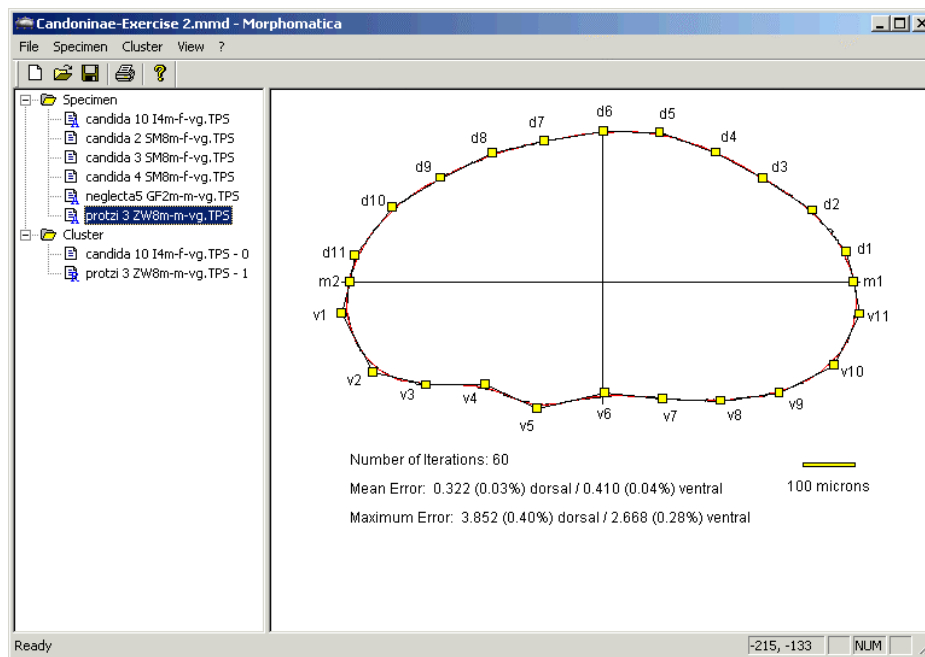 Candoninae-Exercise 2.mmd - Morphomatica
File Specimen Cluster View ?
Specimen
candida 10 I4m-f-vg.TPS
candida 2 SM8m-f-vg.TPS
candida 3 SM8m-f-vg.TPS
candida 4 SM8m-f-vg.TPS
neglecta5 GF2m-m-vg.TPS
protzi 3 ZW8m-m-vg.TPS
Cluster
candida 10 I4m-f-vg.TPS - 0
protzi 3 ZW8m-m-vg.TPS - 1
d6
d7 d5
d8 d4
d9 d3
d10 d2
d11 d1
m2 m1
v1 v11
v2 v10
v3 v4 v9
v5 v6 v7 v8
Number of Iterations: 60
Mean Error: 0.322 (0.03%) dorsal / 0.410 (0.04%) ventral
100 microns
Maximum Error: 3.852 (0.40%) dorsal / 2.668 (0.28%) ventral
Ready -215, -133 NUM